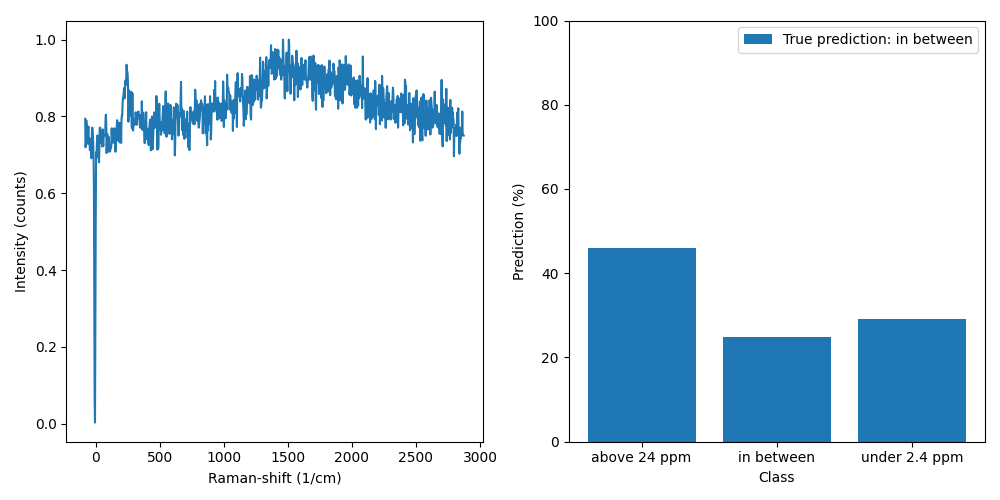 1.0
0.8
0.6
0.4
0.2
0.0
Intensity (counts)
0 500 1000 1500 2000 2500 3000
Raman-shift (1/cm)
100
80
60
40
20
0
Prediction (%)
True prediction: in between
above 24 ppm in between under 2.4 ppm
Class